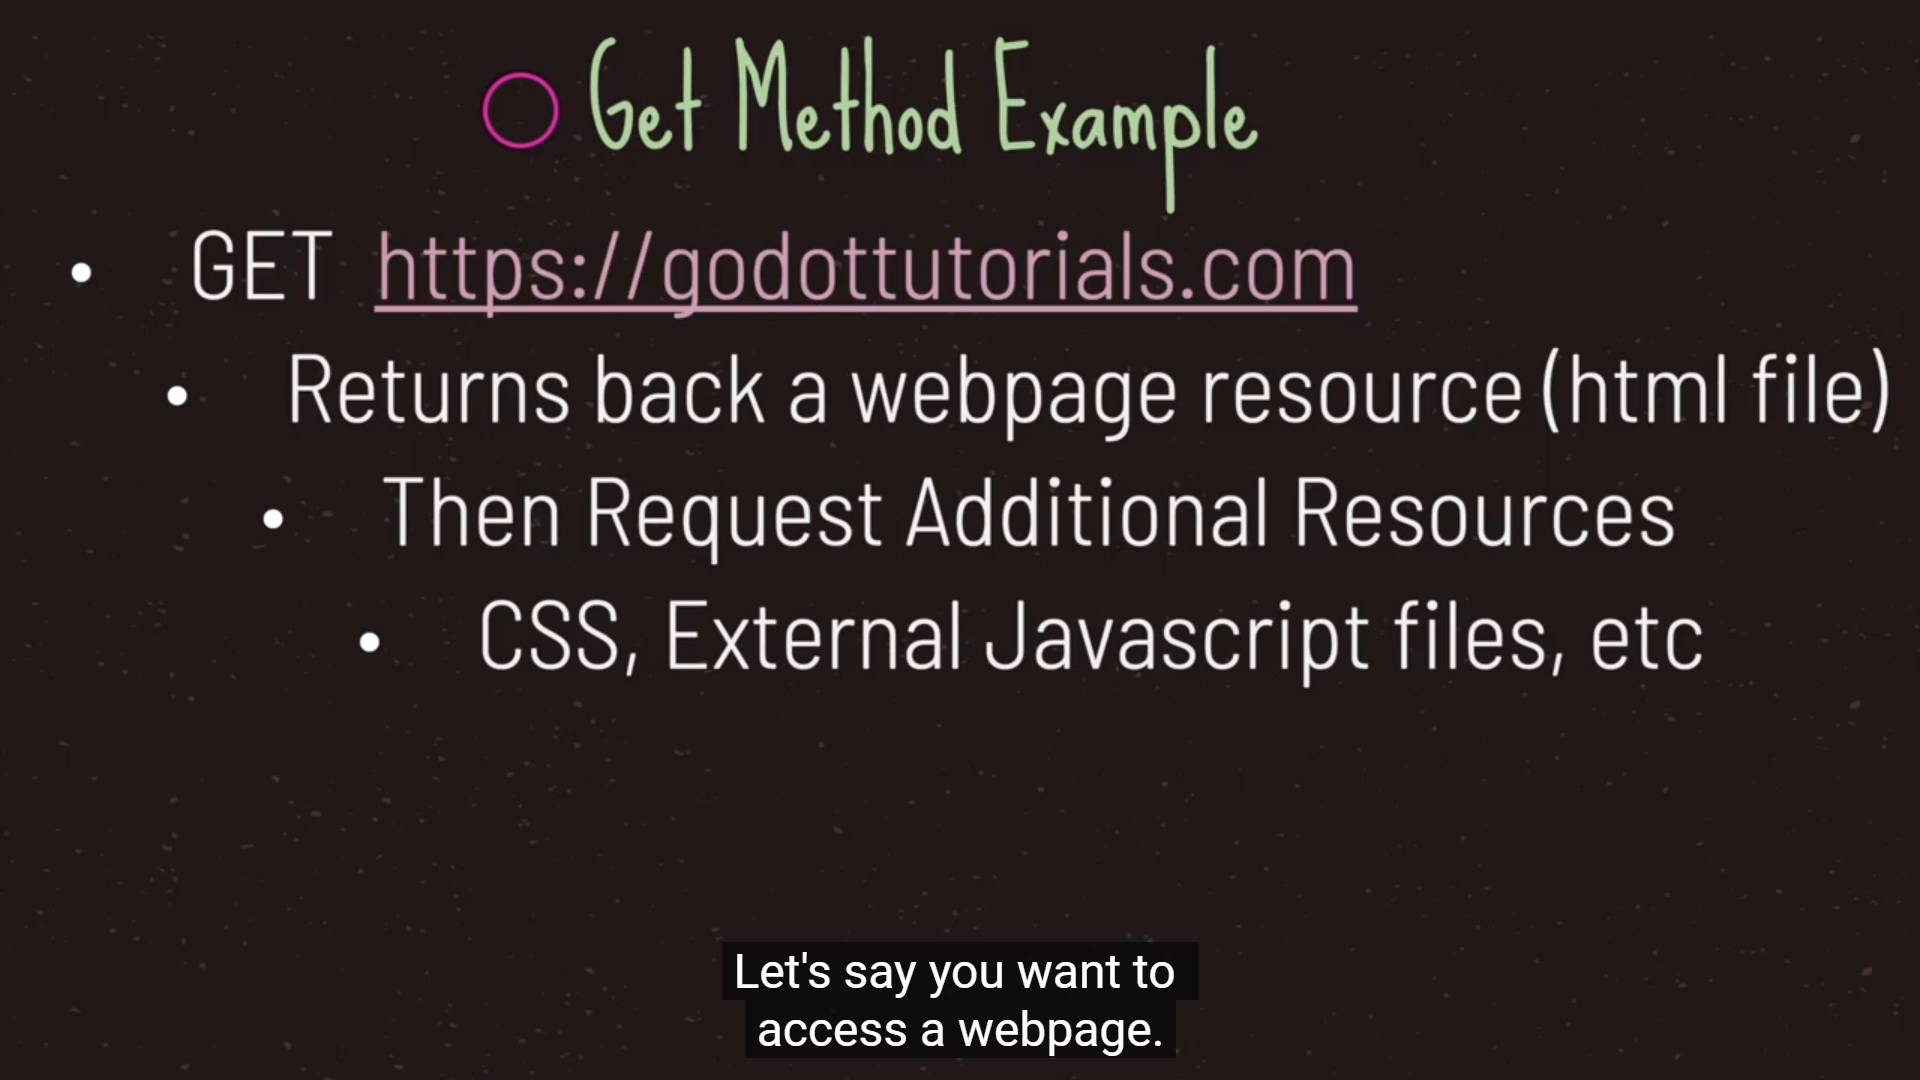 Get Method Example
• GET https://godottutorials.com
• Returns back a webpage resource (html file)
• Then Request Additional Resources
• CSS, External Javascript files, etc
Let's say you want to
access a webpage.